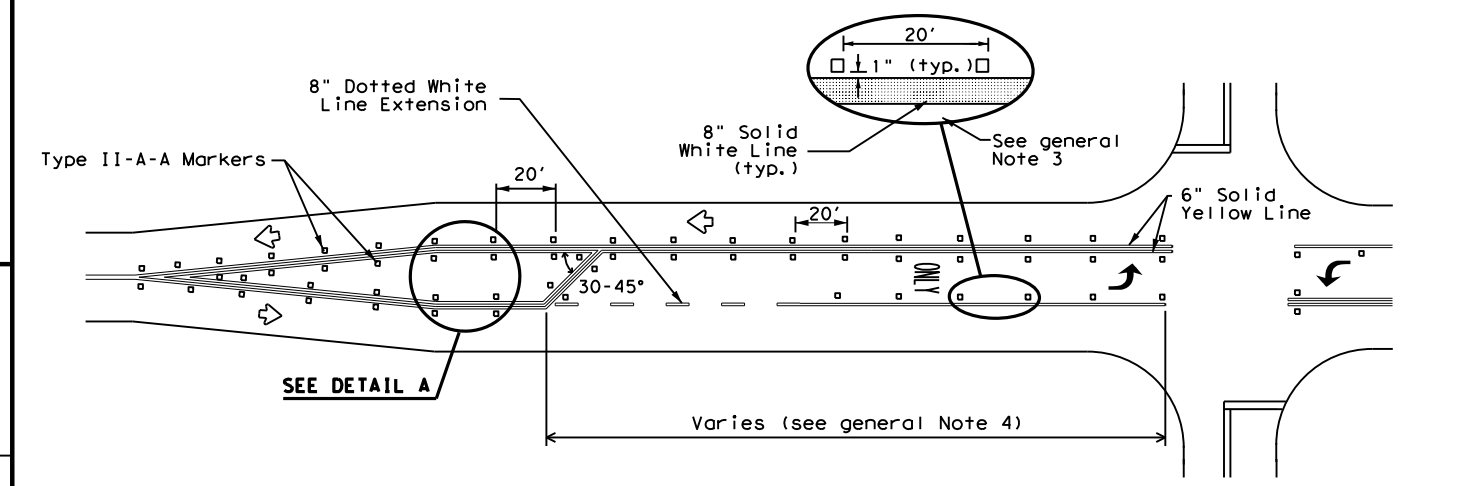 20'
1" (typ.)
8" Dotted White
Line Extension
8" Solid
White Line
(typ.)
See general
Note 3
Type II-A-A Markers
20'
6" Solid
Yellow Line
20'
ONLY
30-45°
SEE DETAIL A
Varies (see general Note 4)